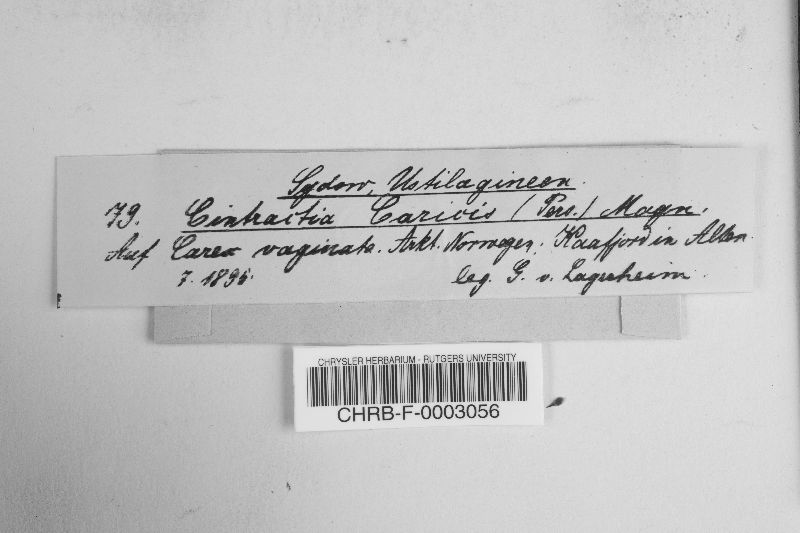 Sydow, Ustilagineen.
79. Cintractia Caricis (Pers.) Magn.
Auf Carex vaginata. Arkt. Norwegen, Kaafjord in Alten.
7. 1895. leg. G. v. Lagerheim.
CHRYSLER HERBARIUM - RUTGERS UNIVERSITY
CHRB-F-0003056